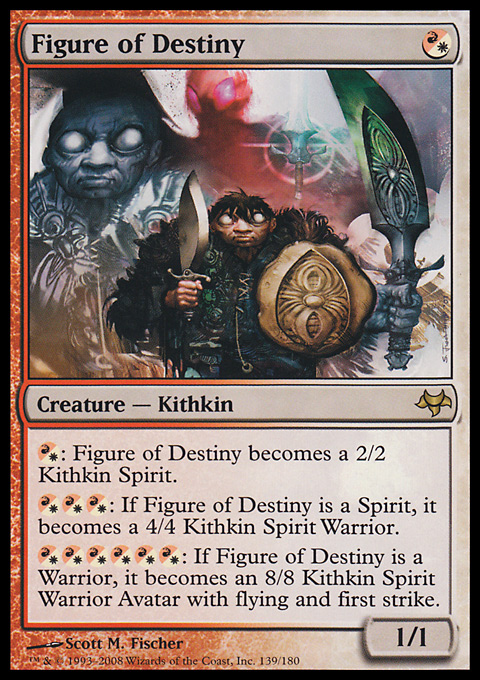 Figure of Destiny
Creature — Kithkin
: Figure of Destiny becomes a 2/2
Kithkin Spirit.
: If Figure of Destiny is a Spirit, it
becomes a 4/4 Kithkin Spirit Warrior.
: If Figure of Destiny is a
Warrior, it becomes an 8/8 Kithkin Spirit
Warrior Avatar with flying and first strike.
1/1
Scott M. Fischer
™ & © 1993–2008 Wizards of the Coast, Inc. 139/180